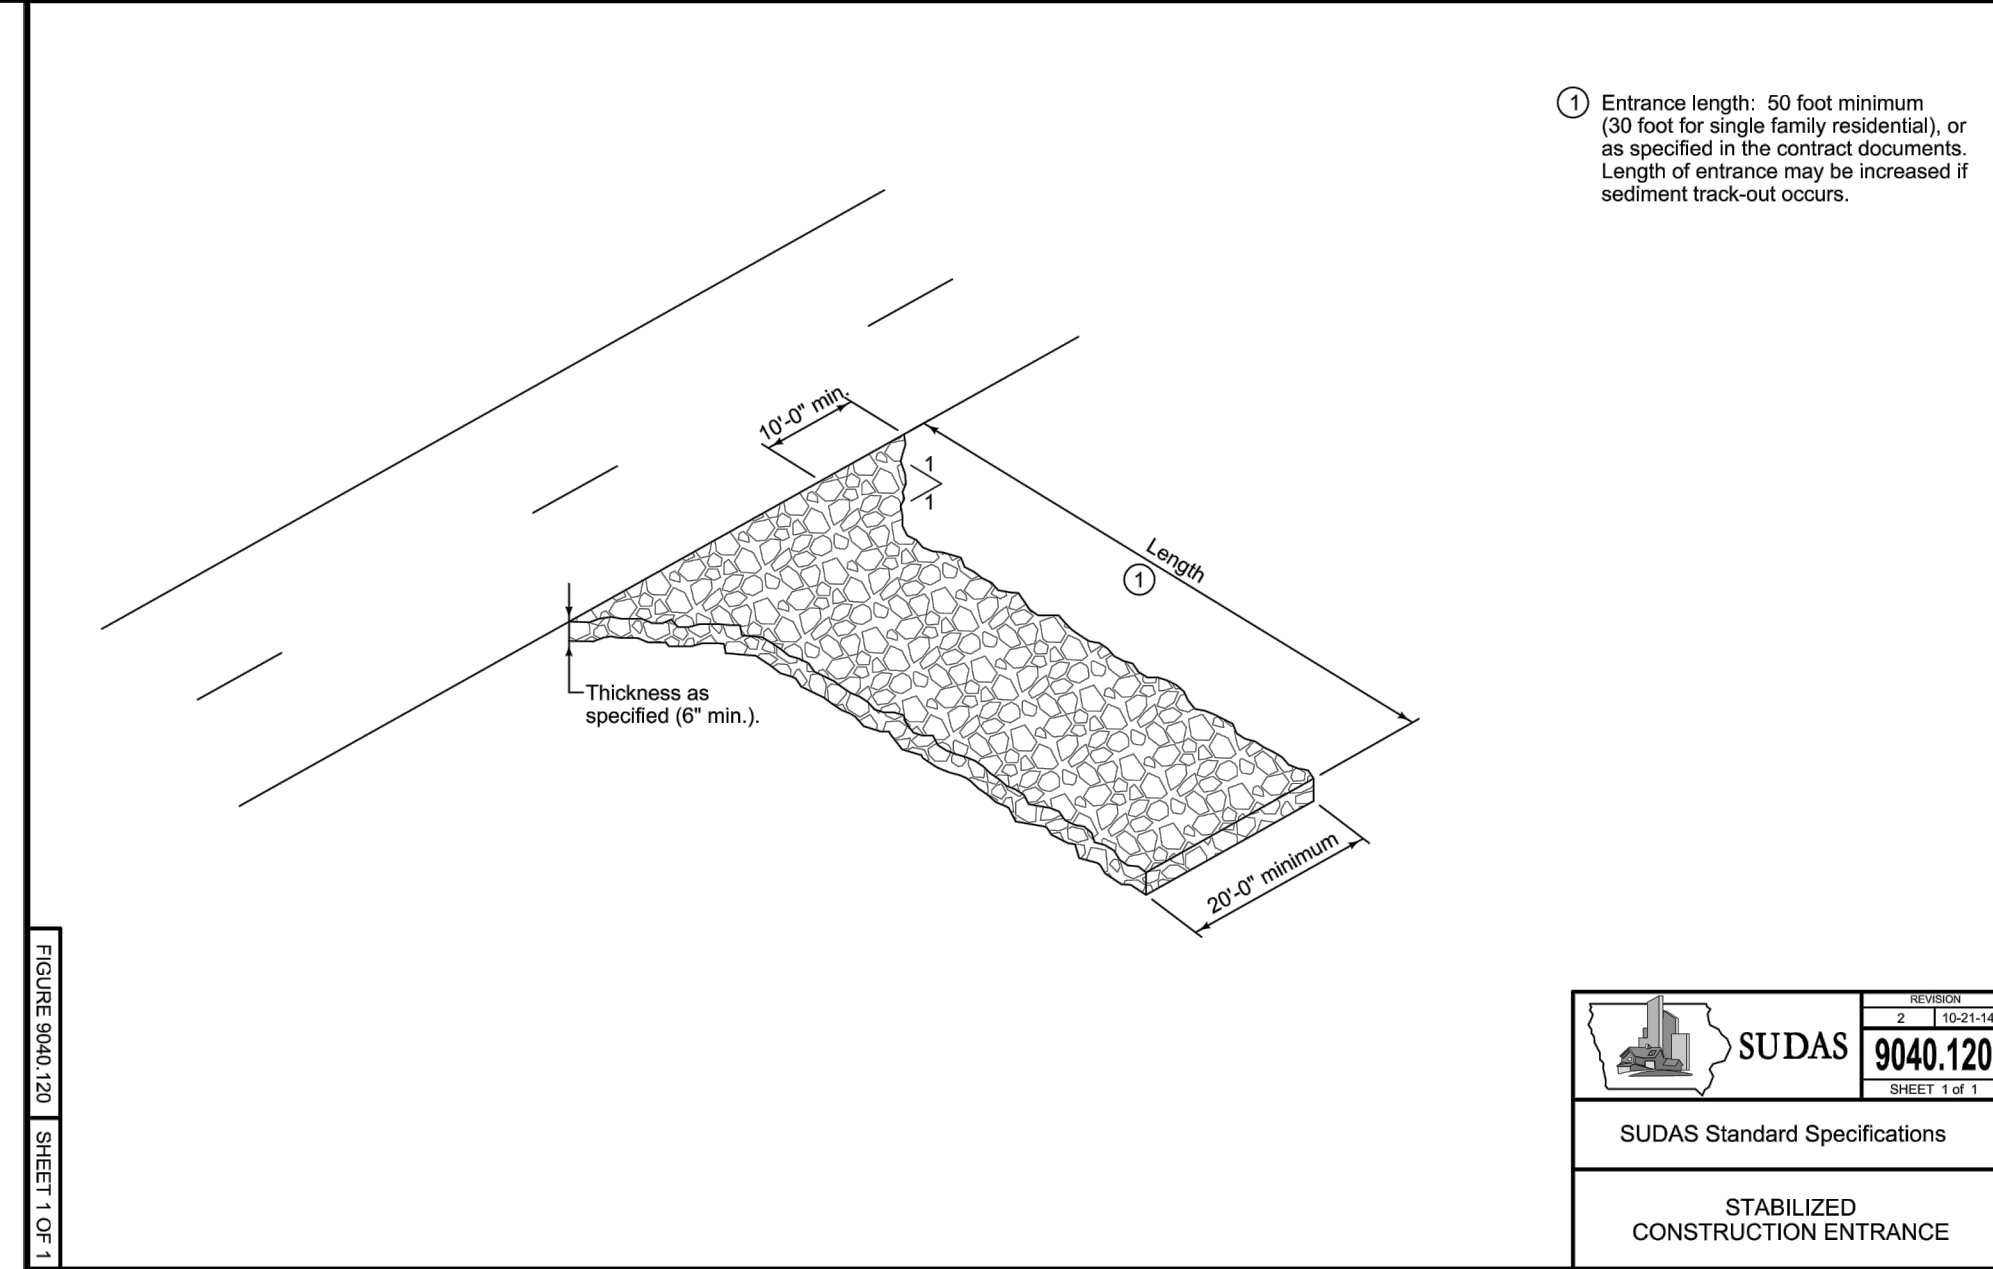 1 Entrance length: 50 foot minimum
(30 foot for single family residential), or
as specified in the contract documents.
Length of entrance may be increased if
sediment track-out occurs.
10'-0" min.
1
1
Length
1
Thickness as
specified (6" min.).
20'-0" minimum
FIGURE 9040.120
SHEET 1 OF 1
SUDAS
REVISION
2 10-21-14
9040.120
SHEET 1 of 1
SUDAS Standard Specifications
STABILIZED
CONSTRUCTION ENTRANCE